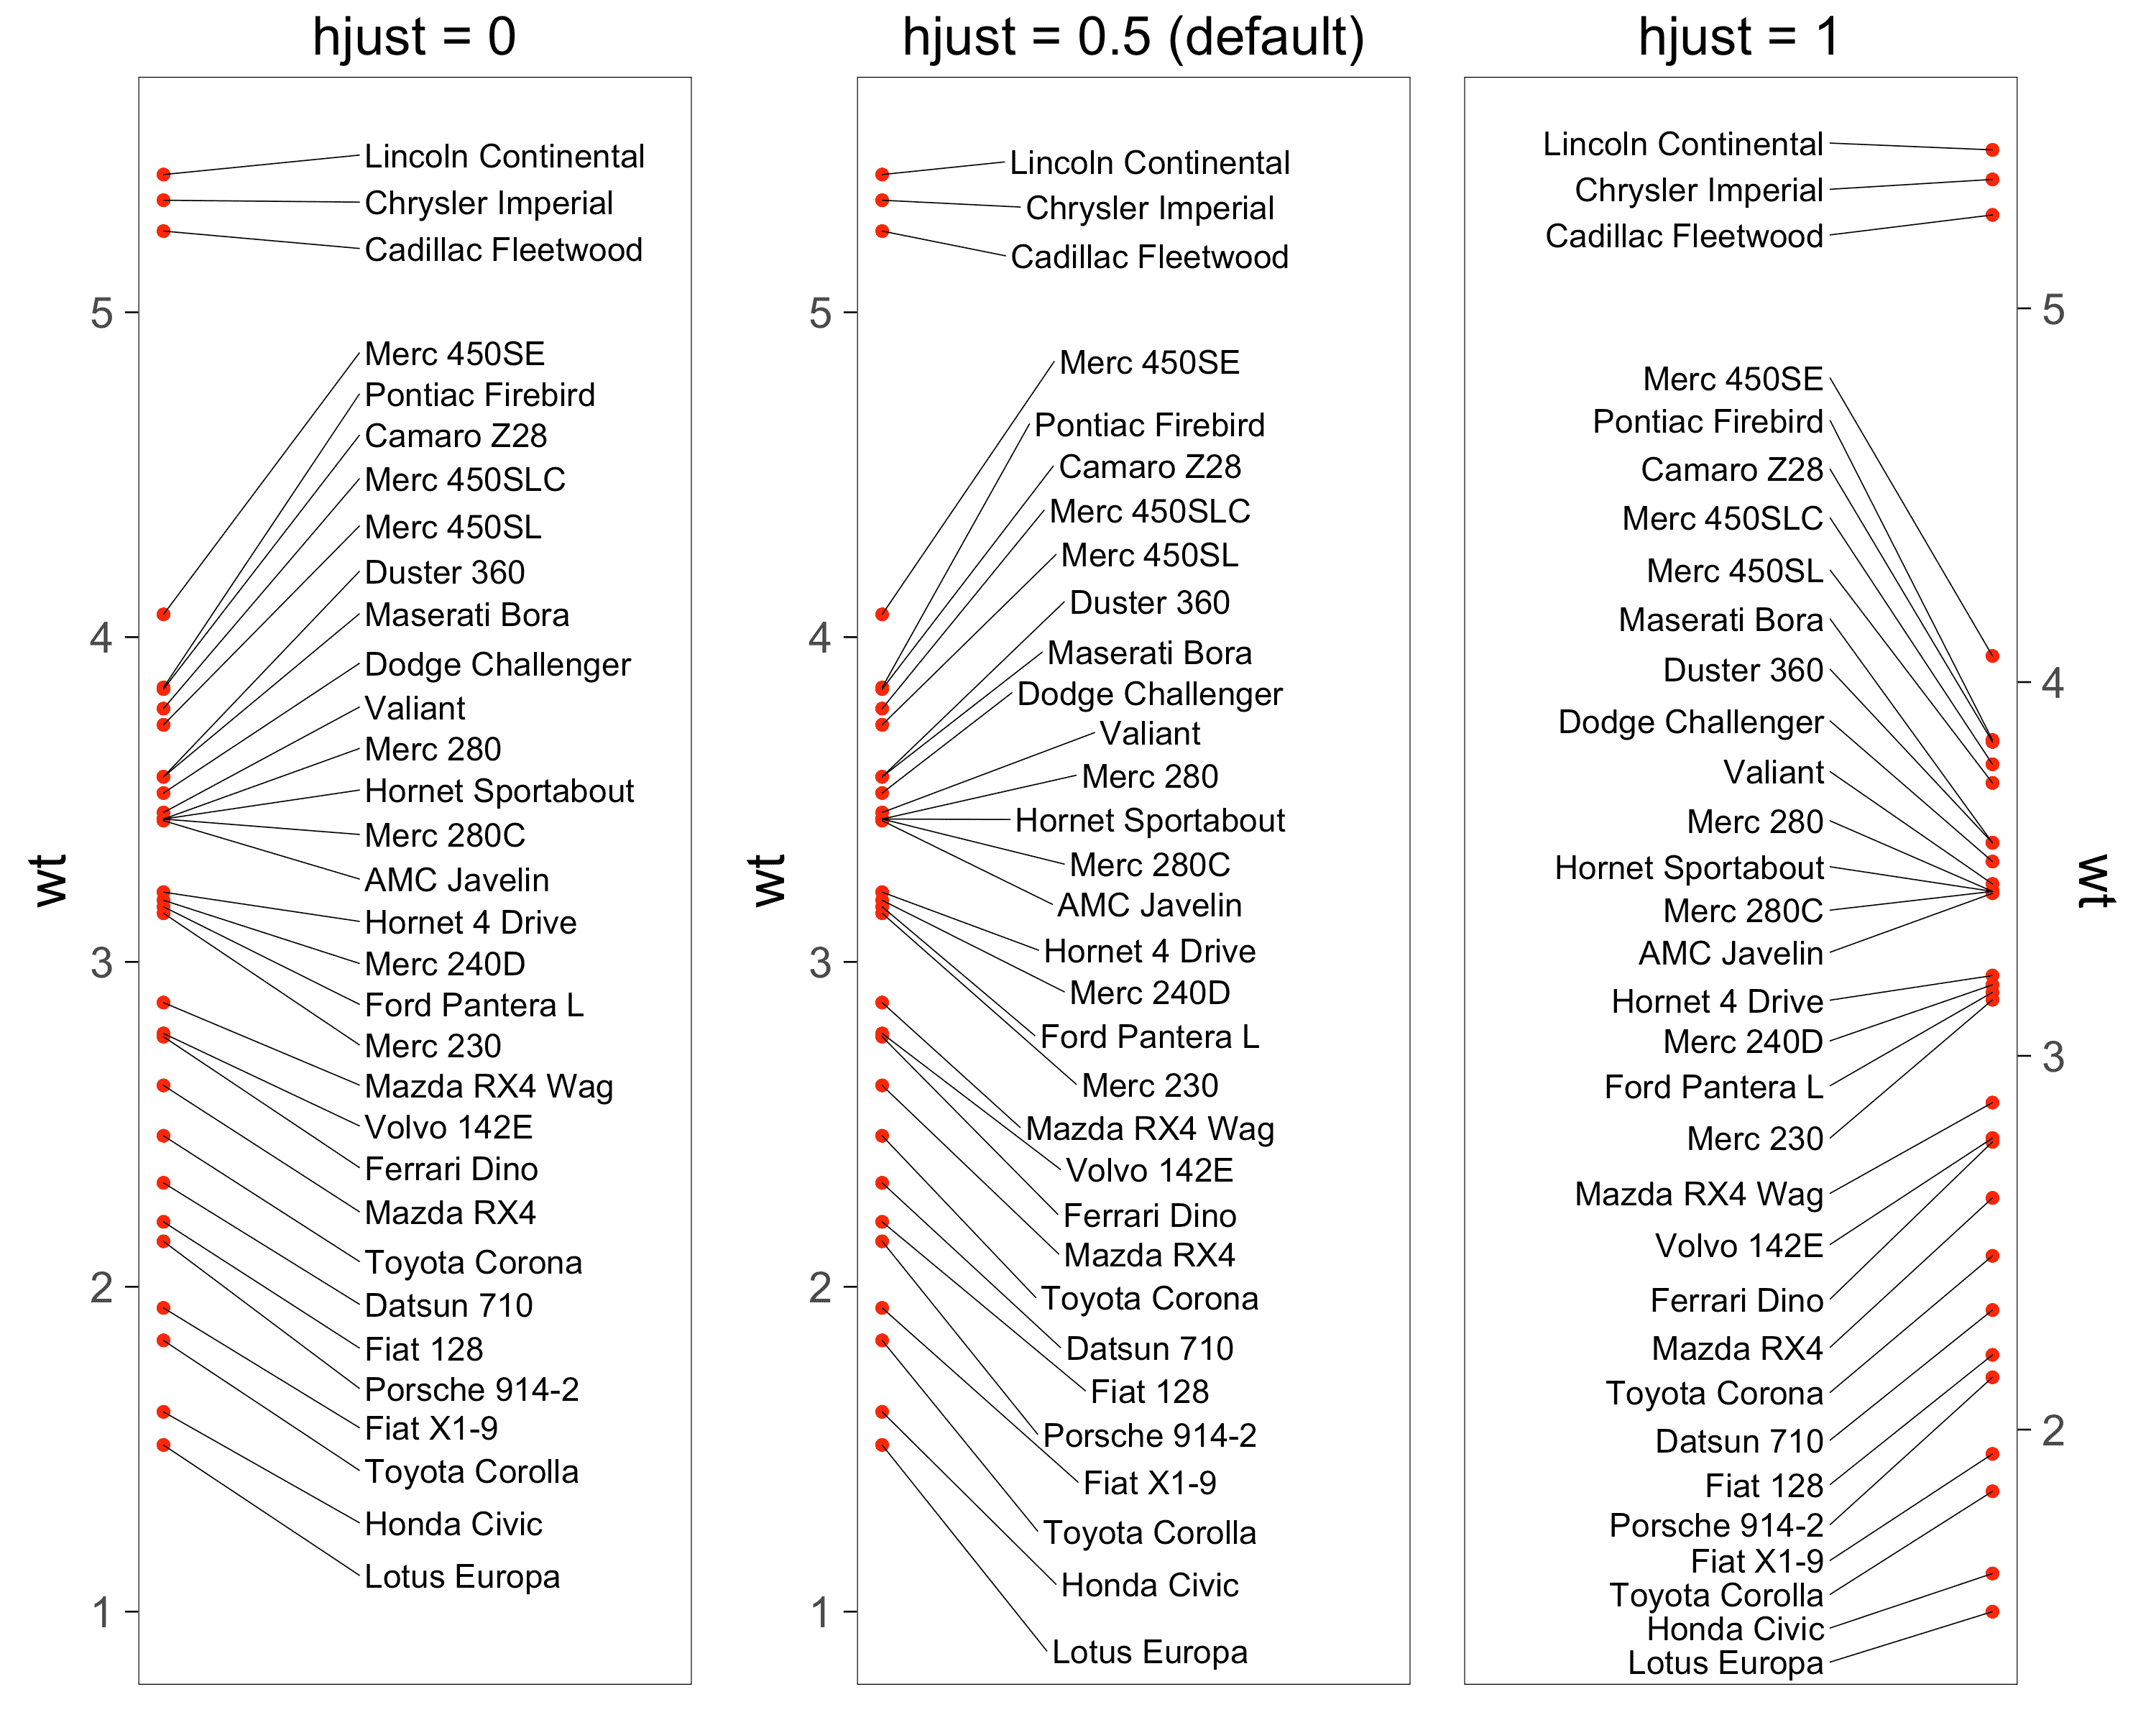 hjust = 0
Lincoln Continental
Chrysler Imperial
Cadillac Fleetwood
Merc 450SE
Pontiac Firebird
Camaro Z28
Merc 450SLC
Merc 450SL
Duster 360
Maserati Bora
Dodge Challenger
Valiant
Merc 280
Hornet Sportabout
Merc 280C
AMC Javelin
Hornet 4 Drive
Merc 240D
Ford Pantera L
Merc 230
Mazda RX4 Wag
Volvo 142E
Ferrari Dino
Mazda RX4
Toyota Corona
Datsun 710
Fiat 128
Porsche 914-2
Fiat X1-9
Toyota Corolla
Honda Civic
Lotus Europa
5
4
3
2
1
wt
hjust = 0.5 (default)
Lincoln Continental
Chrysler Imperial
Cadillac Fleetwood
Merc 450SE
Pontiac Firebird
Camaro Z28
Merc 450SLC
Merc 450SL
Duster 360
Maserati Bora
Dodge Challenger
Valiant
Merc 280
Hornet Sportabout
Merc 280C
AMC Javelin
Hornet 4 Drive
Merc 240D
Ford Pantera L
Merc 230
Mazda RX4 Wag
Volvo 142E
Ferrari Dino
Mazda RX4
Toyota Corona
Datsun 710
Fiat 128
Porsche 914-2
Fiat X1-9
Toyota Corolla
Honda Civic
Lotus Europa
5
4
3
2
1
wt
hjust = 1
Lincoln Continental
Chrysler Imperial
Cadillac Fleetwood
Merc 450SE
Pontiac Firebird
Camaro Z28
Merc 450SLC
Merc 450SL
Maserati Bora
Duster 360
Dodge Challenger
Valiant
Merc 280
Hornet Sportabout
Merc 280C
AMC Javelin
Hornet 4 Drive
Merc 240D
Ford Pantera L
Merc 230
Mazda RX4 Wag
Volvo 142E
Ferrari Dino
Mazda RX4
Toyota Corona
Datsun 710
Fiat 128
Porsche 914-2
Fiat X1-9
Toyota Corolla
Honda Civic
Lotus Europa
5
4
3
2
wt